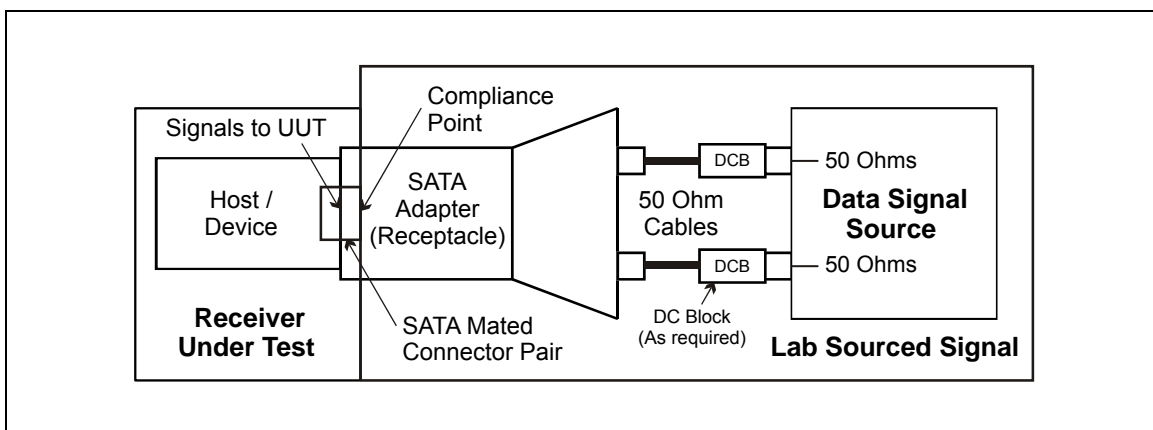 Compliance
Point
Signals to UUT
Host /
Device
SATA
Adapter
(Receptacle)
DCB
50 Ohms
50 Ohm
Cables
Data Signal
Source
DCB
50 Ohms
DC Block
(As required)
SATA Mated
Connector Pair
Receiver
Under Test
Lab Sourced Signal